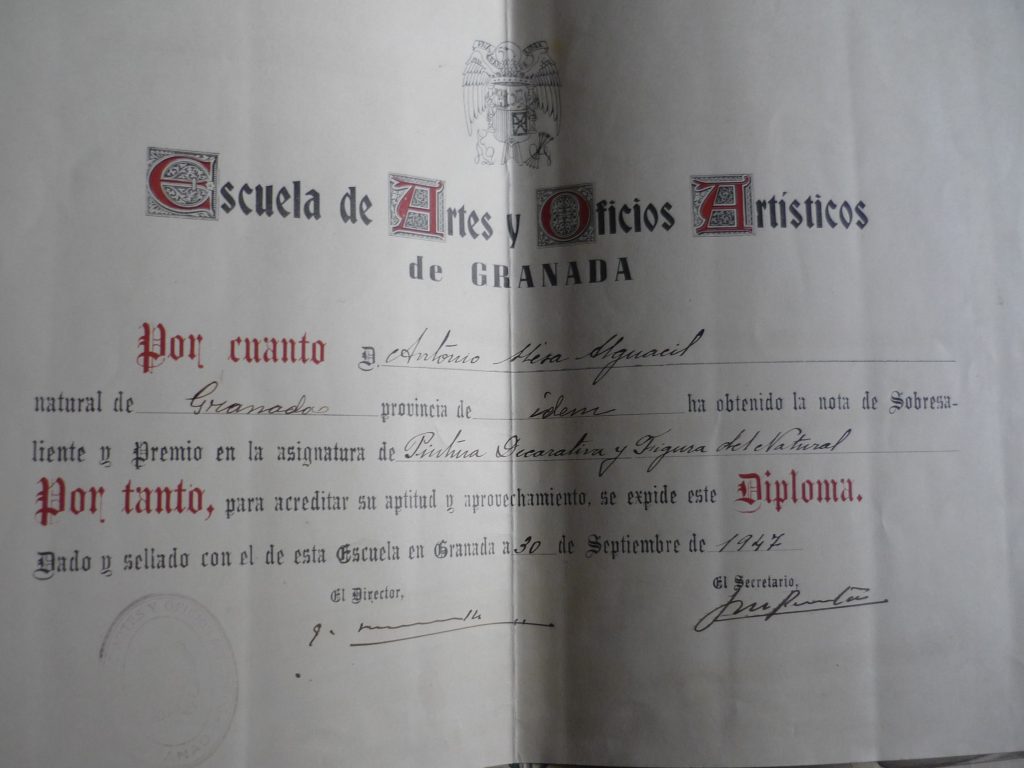 Escuela de Artes y Oficios Artísticos
de GRANADA
Por cuanto D. Antonio Mesa Alguacil
natural de Granada provincia de idem ha obtenido la nota de Sobresa-
liente y Premio en la asignatura de Pintura Decorativa y Figura del Natural
Por tanto, para acreditar su aptitud y aprovechamiento, se expide este Diploma.
Dado y sellado con el de esta Escuela en Granada a 30 de Septiembre de 1947
El Director, El Secretario,